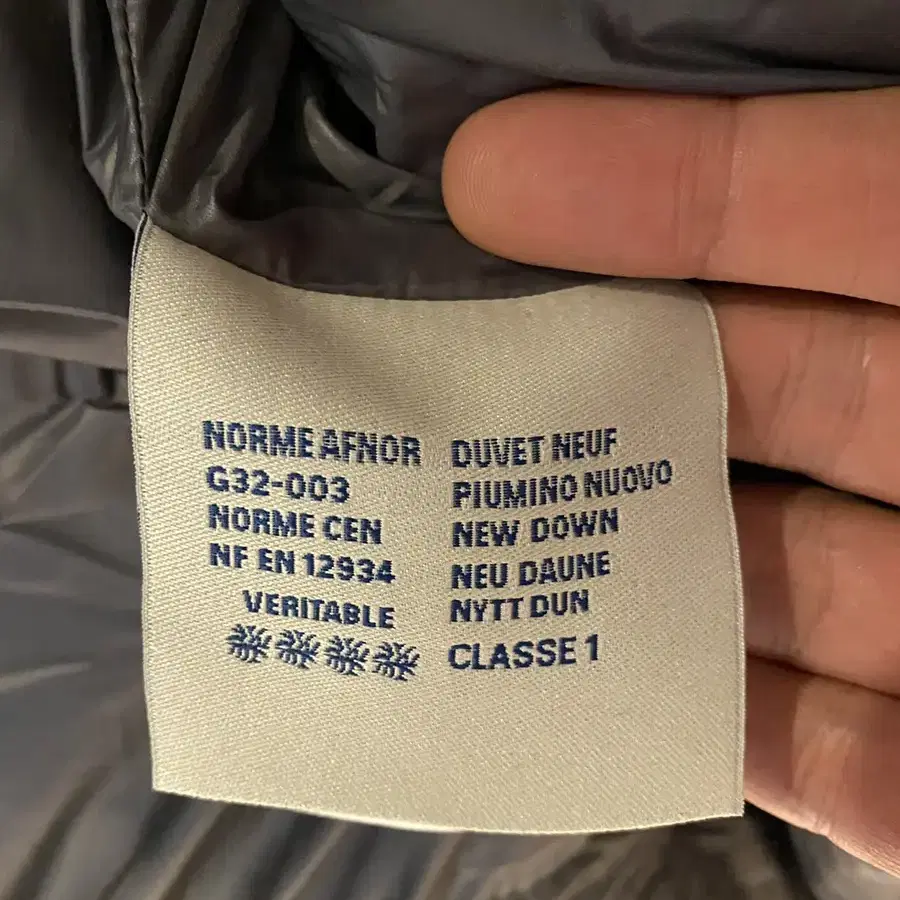 NORME AFNOR
G32-003
NORME CEN
NF EN 12934
VERITABLE
DUVET NEUF
PIUMINO NUOVO
NEW DOWN
NEU DAUNE
NYTT DUN
CLASSE 1